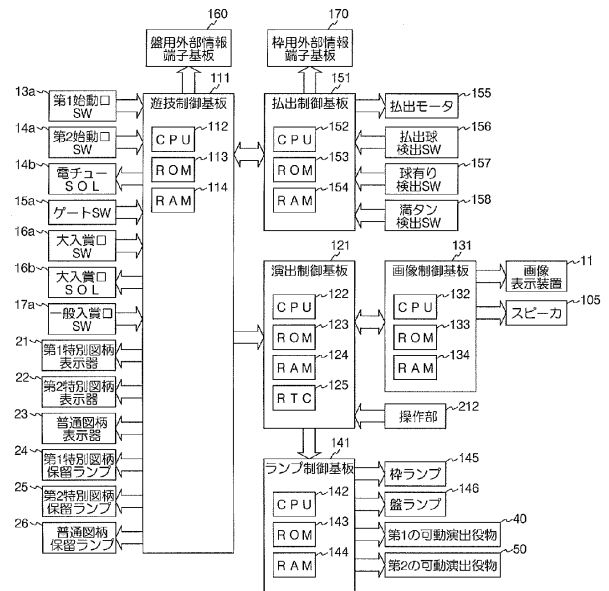 160
盤用外部情報
端子基板
170
枠用外部情報
端子基板
13a
第1始動口
SW
14a
第2始動口
SW
14b
電チュー
SOL
15a
ゲートSW
16a
大入賞口
SW
16b
大入賞口
SOL
17a
一般入賞口
SW
21
第1特別図柄
表示器
22
第2特別図柄
表示器
23
普通図柄
表示器
24
第1特別図柄
保留ランプ
25
第2特別図柄
保留ランプ
26
普通図柄
保留ランプ
111
遊技制御基板
CPU
112
ROM
113
RAM
114
151
払出制御基板
CPU
152
ROM
153
RAM
154
払出モータ
155
払出球
検出SW
156
球有り
検出SW
157
満タン
検出SW
158
121
演出制御基板
CPU
122
ROM
123
RAM
124
RTC
125
131
画像制御基板
CPU
132
ROM
133
RAM
134
11
画像
表示装置
105
スピーカ
操作部
212
141
ランプ制御基板
CPU
142
ROM
143
RAM
144
枠ランプ
145
盤ランプ
146
第1の可動演出役物
40
第2の可動演出役物
50